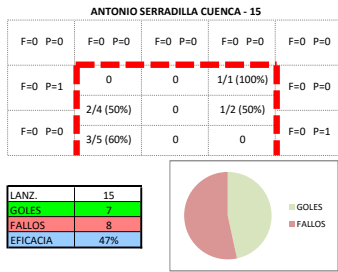 ANTONIO SERRADILLA CUENCA - 15
F=0 P=0 F=0 P=0 F=0 P=0 F=0 P=0 F=0 P=0
F=0 P=1 0 0 1/1 (100%) F=0 P=0
2/4 (50%) 0 1/2 (50%)
F=0 P=0 3/5 (60%) 0 0 F=0 P=1
LANZ. 15
GOLES 7
FALLOS 8
EFICACIA 47%
GOLES
FALLOS